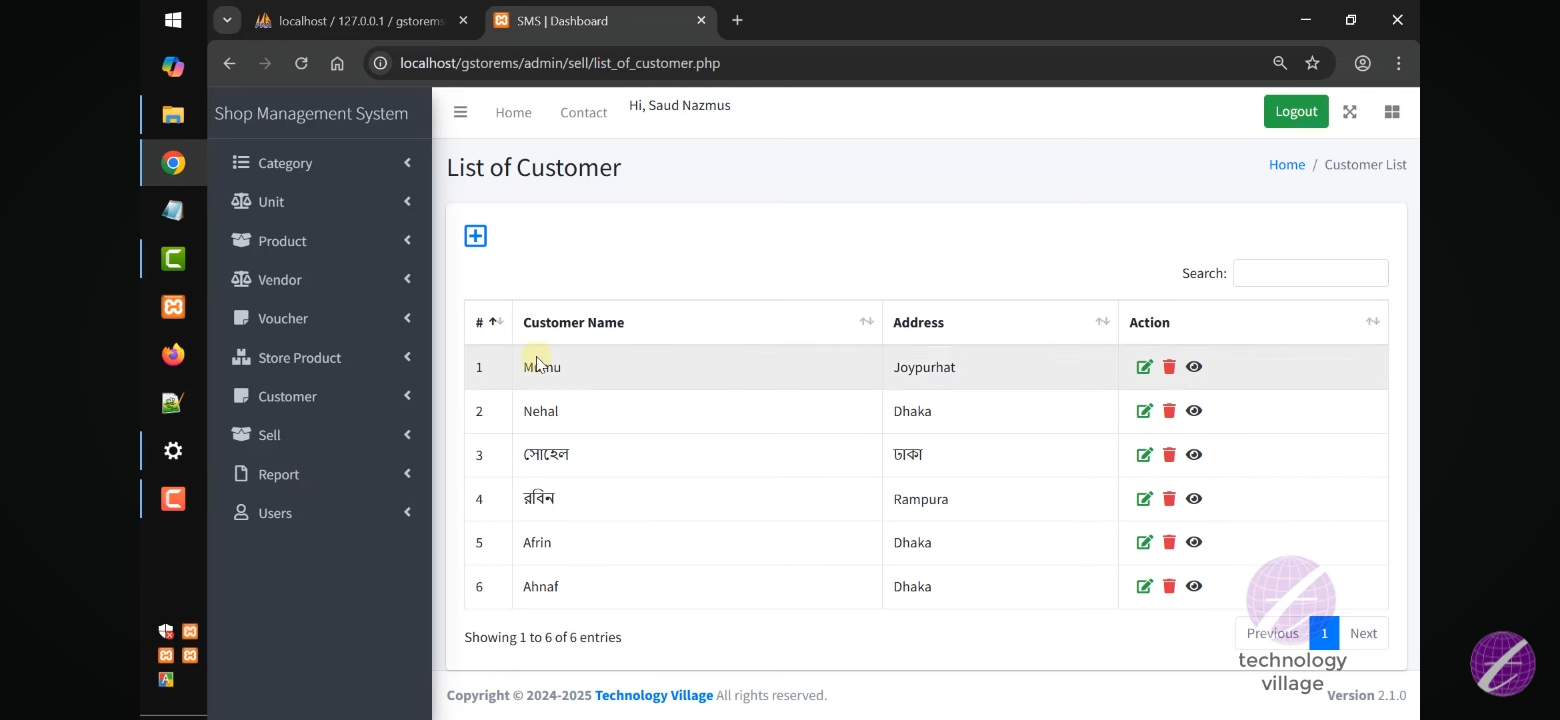 localhost / 127.0.0.1 / gstorems
SMS | Dashboard
localhost/gstorems/admin/sell/list_of_customer.php
Shop Management System
Home
Contact
Hi, Saud Nazmus
Logout
Category
Unit
Product
Vendor
Voucher
Store Product
Customer
Sell
Report
Users
List of Customer
Home / Customer List
Search:
# Customer Name Address Action
1 Mumu Joypurhat
2 Nehal Dhaka
3 সোহেল ঢাকা
4 রবিন Rampura
5 Afrin Dhaka
6 Ahnaf Dhaka
Showing 1 to 6 of 6 entries
Previous 1 Next
technology
village
Copyright © 2024-2025 Technology Village All rights reserved.
Version 2.1.0